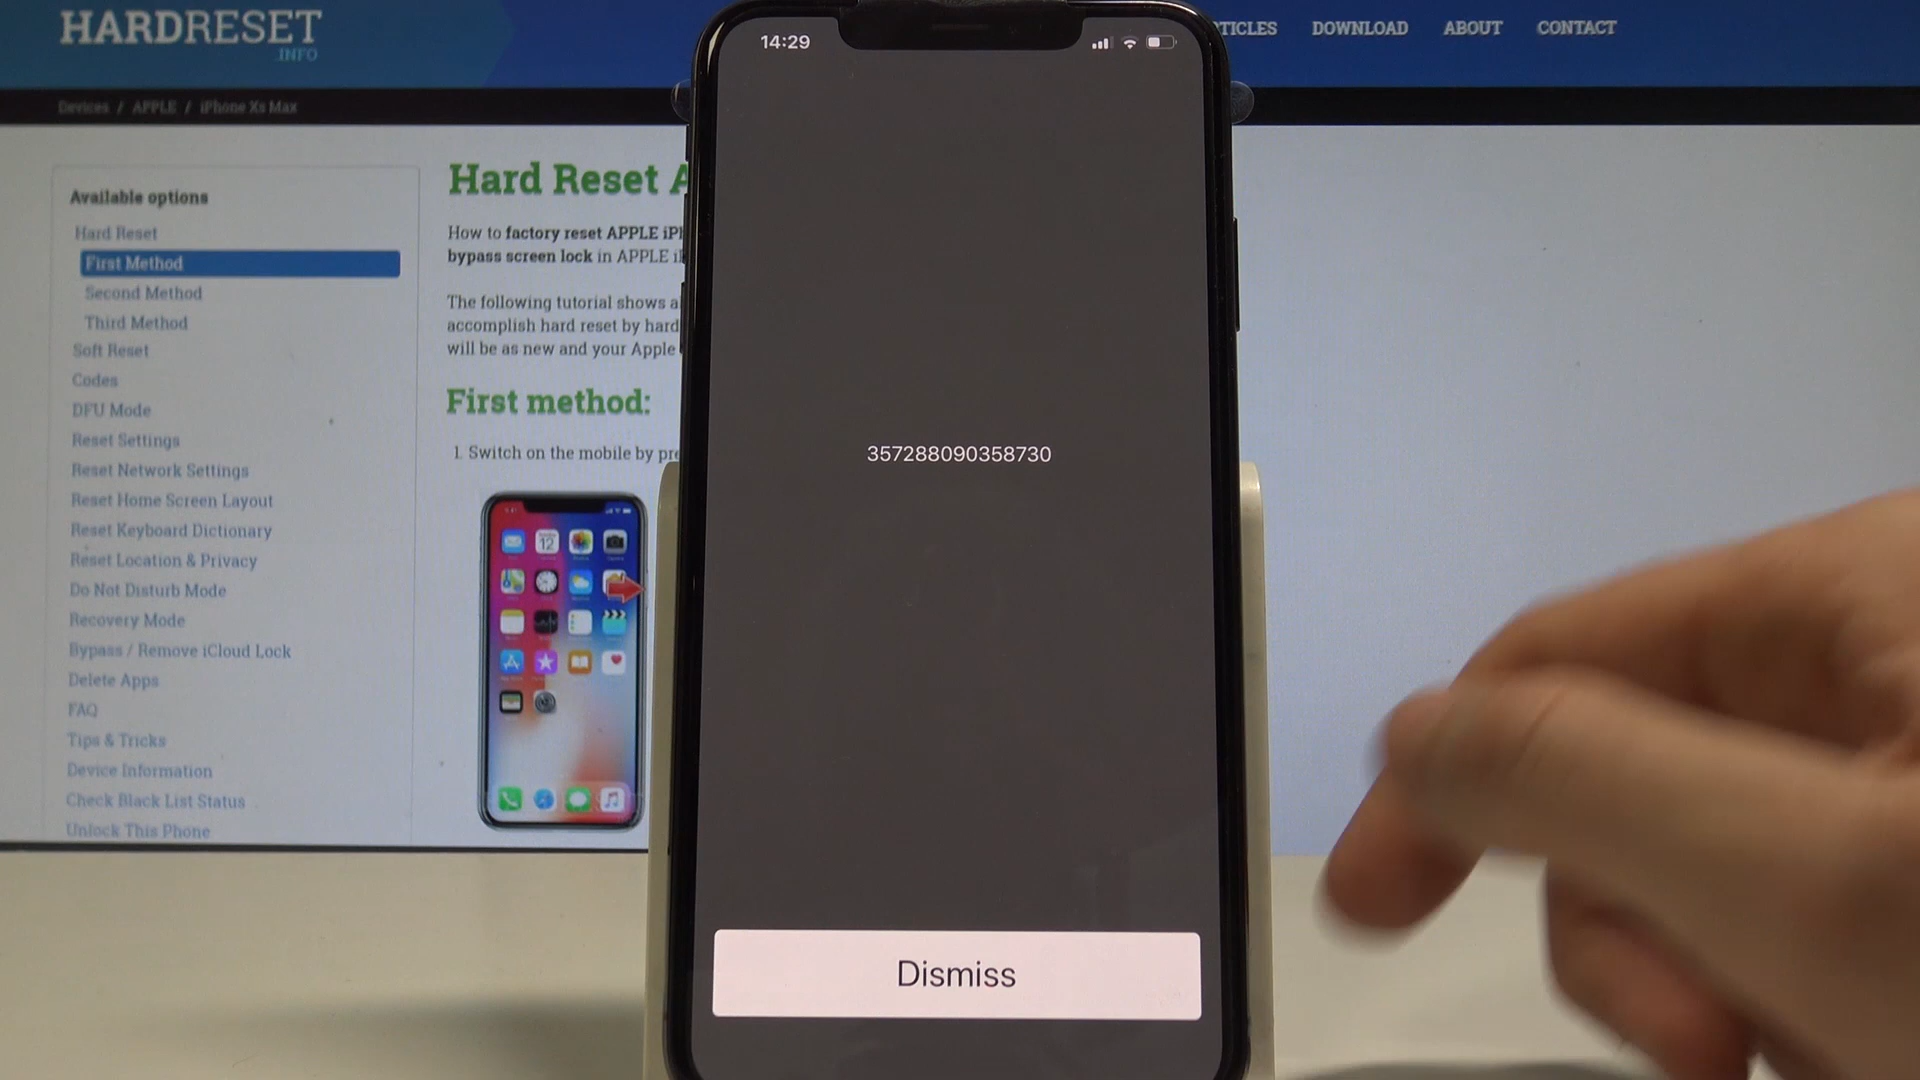 HARDRESET
.INFO
TICLES
DOWNLOAD
ABOUT
CONTACT
Devices / APPLE / iPhone Xs Max
Available options
Hard Reset
First Method
Second Method
Third Method
Soft Reset
Codes
DFU Mode
Reset Settings
Reset Network Settings
Reset Home Screen Layout
Reset Keyboard Dictionary
Reset Location & Privacy
Do Not Disturb Mode
Recovery Mode
Bypass / Remove iCloud Lock
Delete Apps
FAQ
Tips & Tricks
Device Information
Check Black List Status
Unlock This Phone
Hard Reset A
How to factory reset APPLE iP
bypass screen lock in APPLE i
The following tutorial shows a
accomplish hard reset by hard
will be as new and your Apple
First method:
1. Switch on the mobile by pre
12
14:29
357288090358730
Dismiss